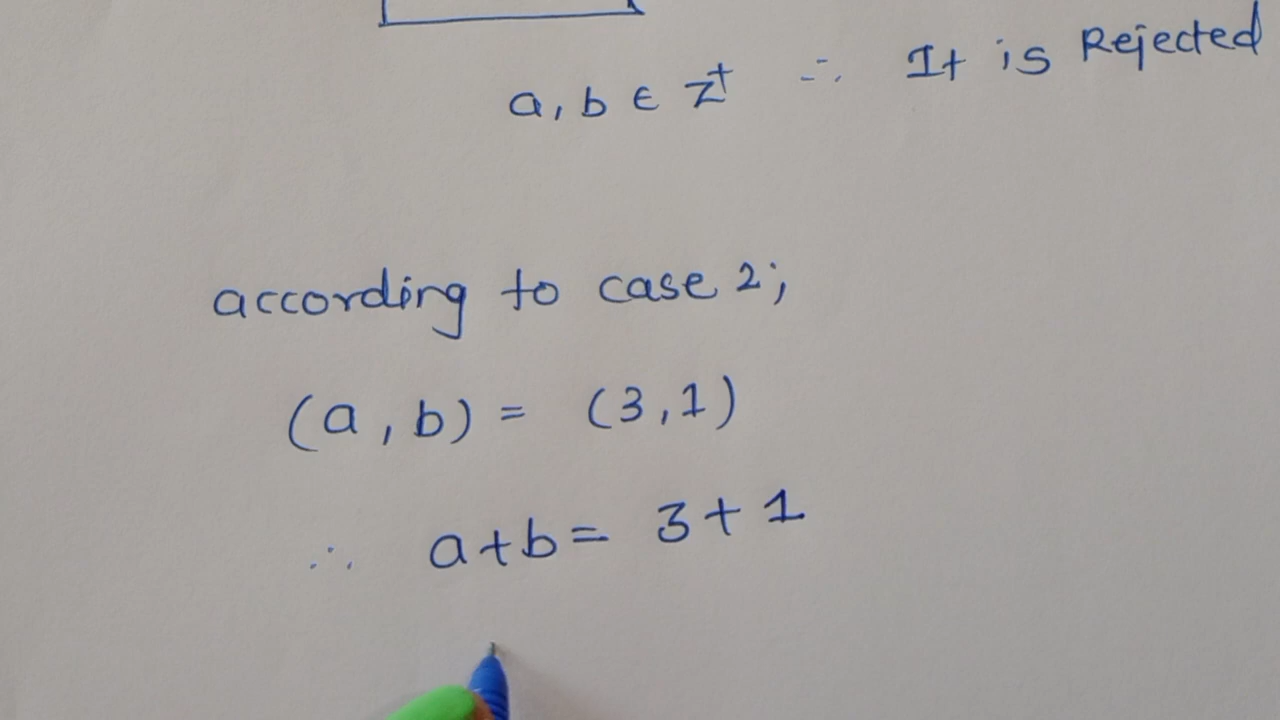 a, b ∈ Z⁺ ∴ It is Rejected
according to case 2;
(a, b) = (3,1)
∴ a+b = 3+1